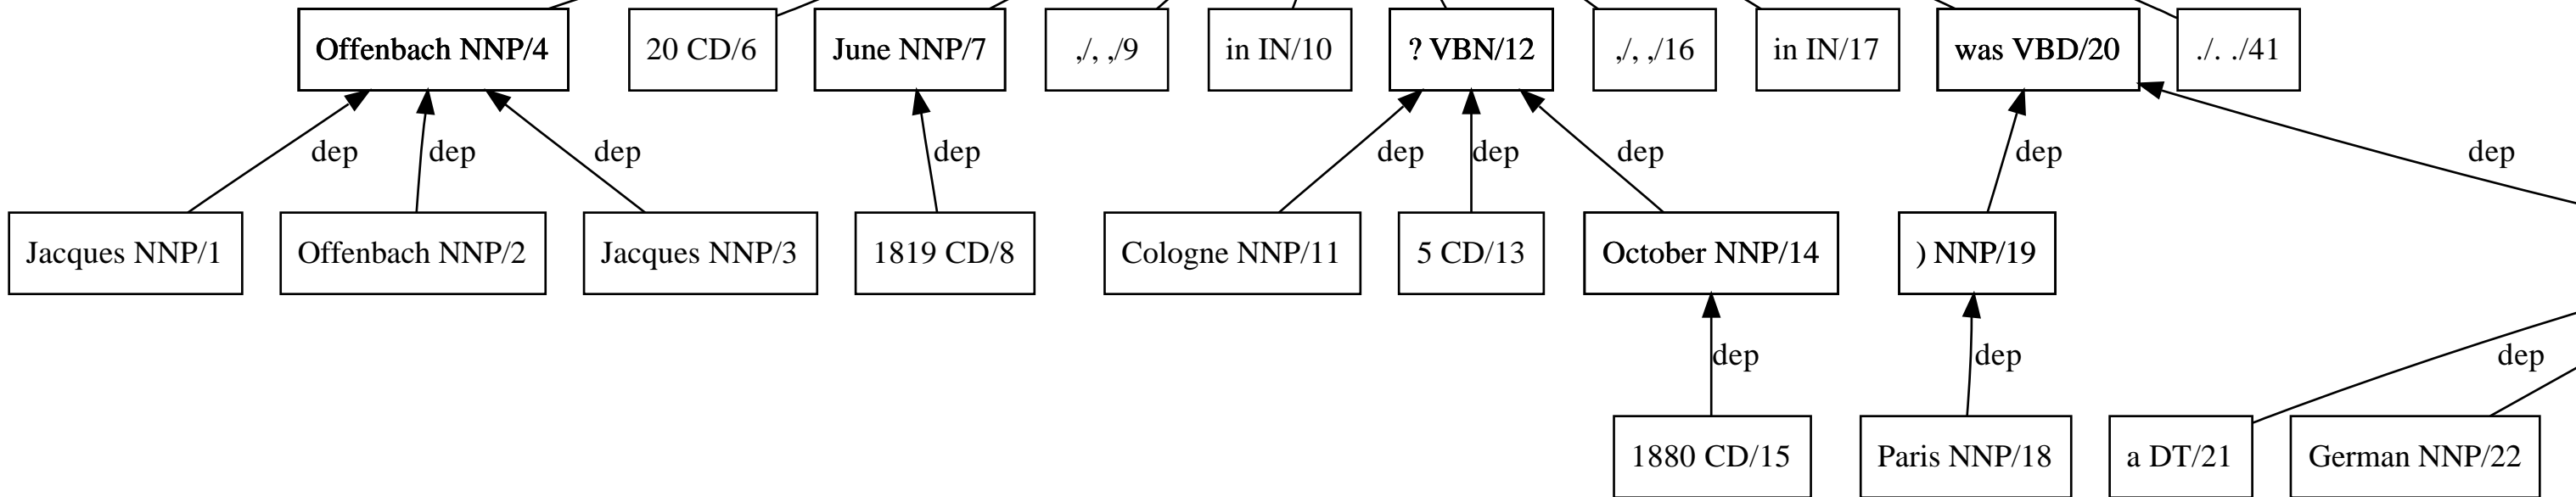 Offenbach NNP/4 20 CD/6 June NNP/7 ,/, ,/9 in IN/10 ? VBN/12 ,/, ,/16 in IN/17 was VBD/20 ./. ./41
dep dep dep dep dep dep dep dep dep
Jacques NNP/1 Offenbach NNP/2 Jacques NNP/3 1819 CD/8 Cologne NNP/11 5 CD/13 October NNP/14 ) NNP/19
dep dep dep
1880 CD/15 Paris NNP/18 a DT/21 German NNP/22